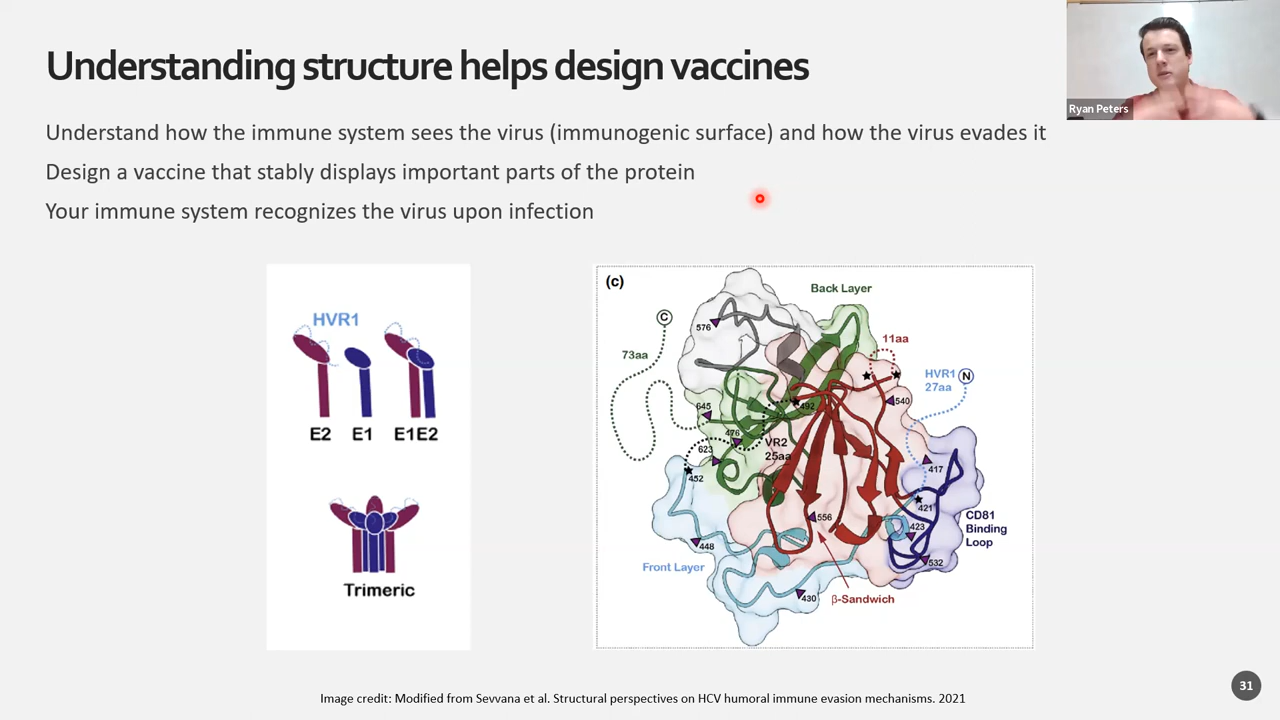 Understanding structure helps design vaccines
Ryan Peters
Understand how the immune system sees the virus (immunogenic surface) and how the virus evades it
Design a vaccine that stably displays important parts of the protein
Your immune system recognizes the virus upon infection
HVR1
E2 E1 E1E2
Trimeric
(c)
Back Layer
C
576
73aa
11aa
HVR1
27aa
N
540
492
645
476
VR2
25aa
623
452
417
421
423
CD81
Binding
Loop
556
448
532
Front Layer
430
β-Sandwich
31
Image credit: Modified from Sevvana et al. Structural perspectives on HCV humoral immune evasion mechanisms. 2021